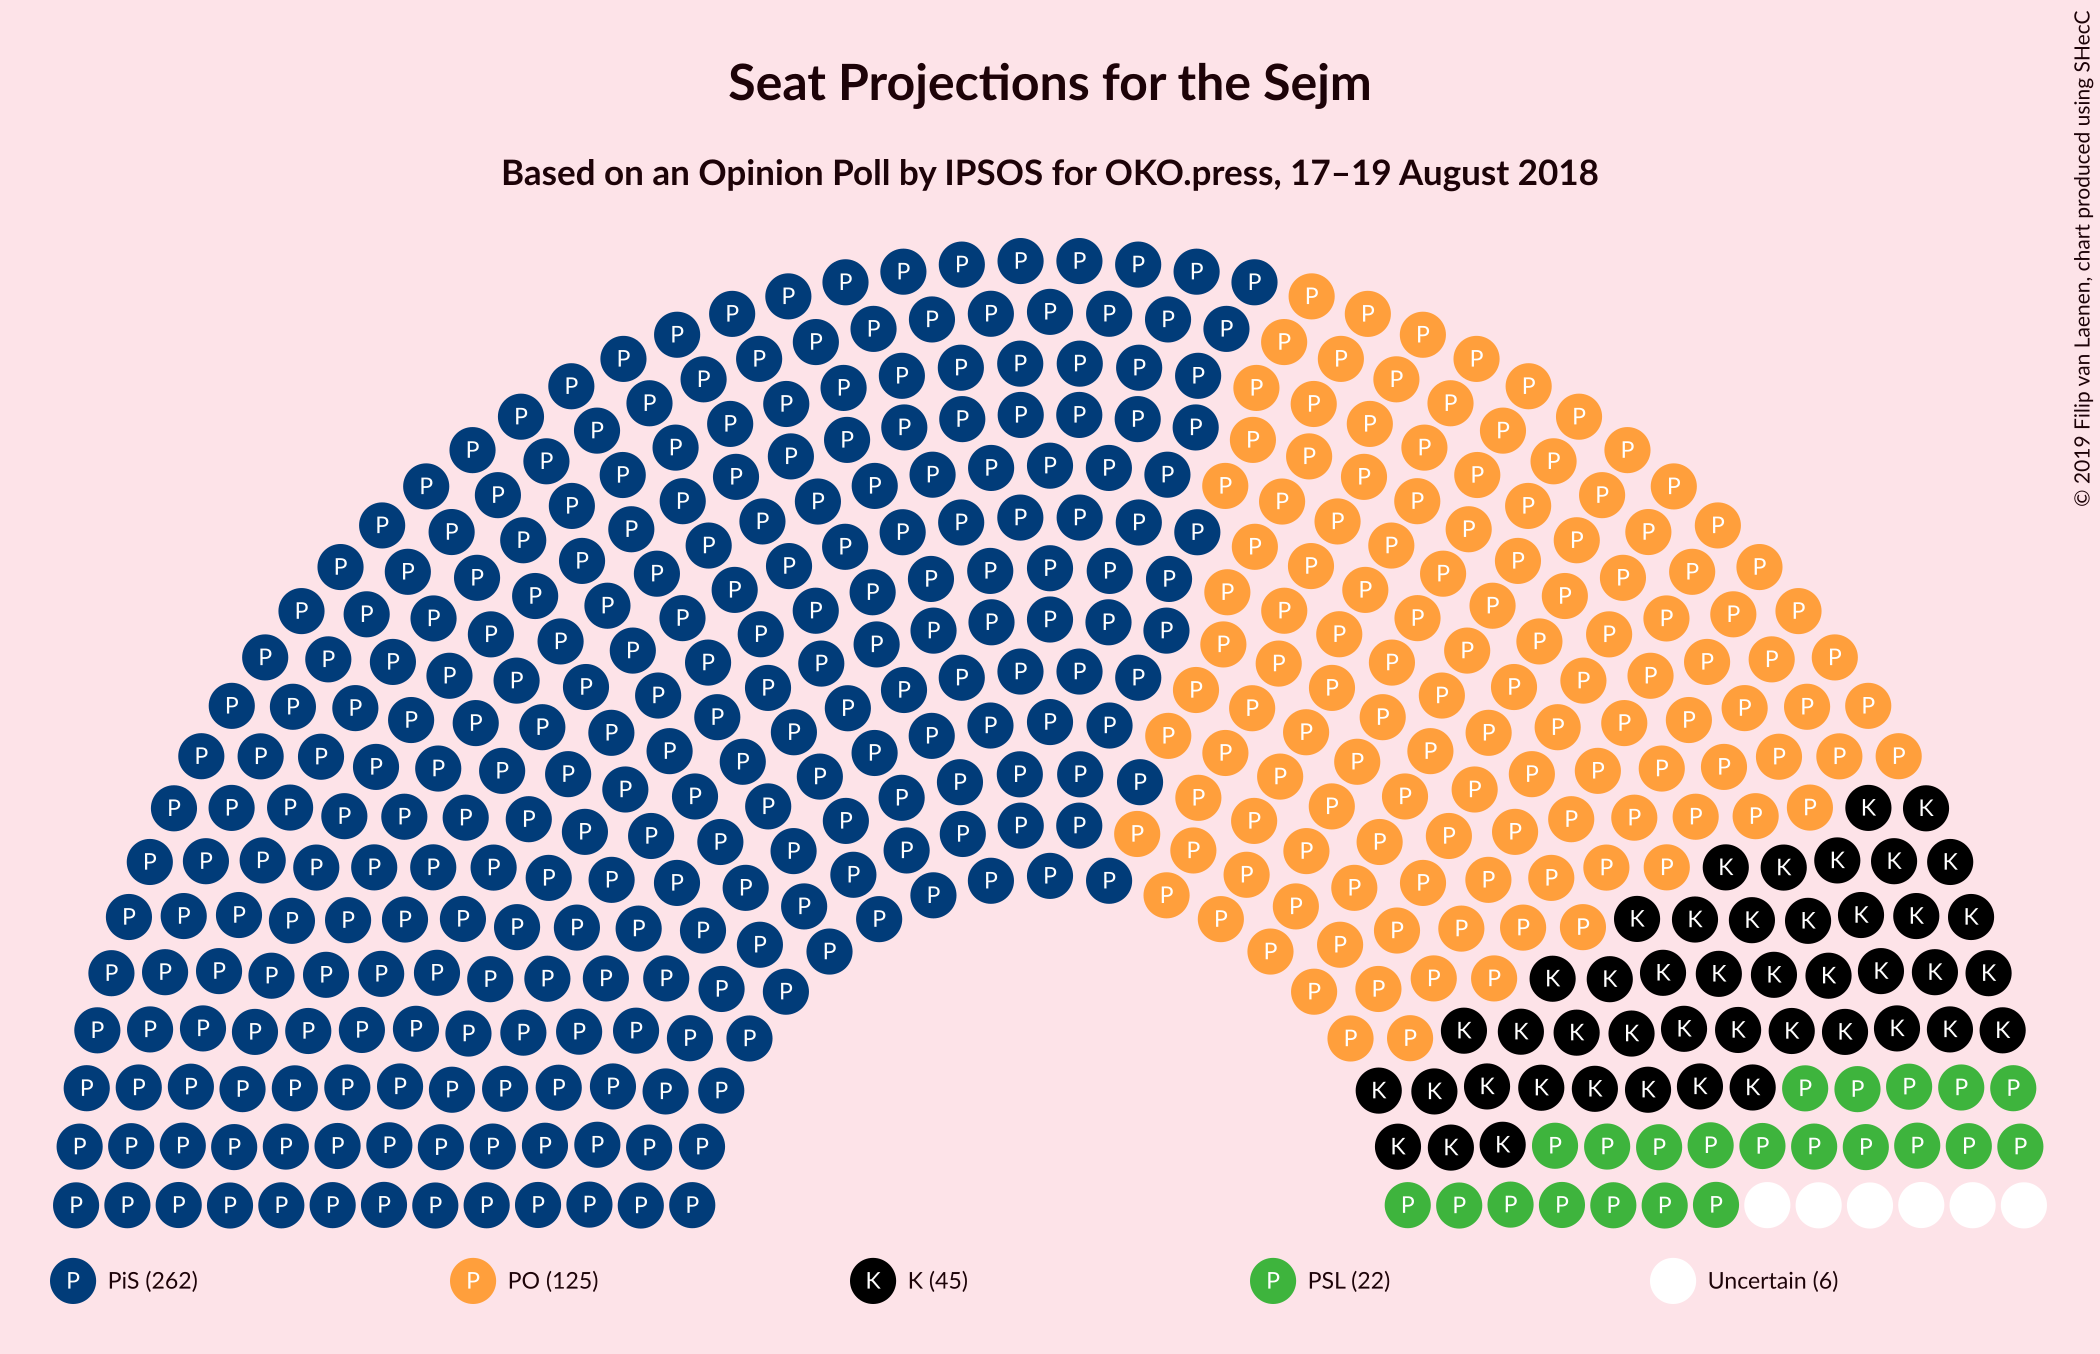 Seat Projections for the Sejm
Based on an Opinion Poll by IPSOS for OKO.press, 17–19 August 2018
© 2019 Filip van Laenen, chart produced using SHecC
P PiS (262)
P PO (125)
K K (45)
P PSL (22)
Uncertain (6)